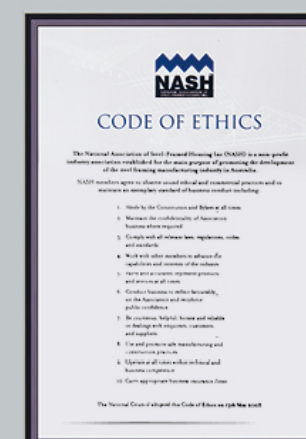 NASH
CODE OF ETHICS
The National Association of Steel-Framed Housing Inc (NASH) is a non-profit
industry association established for the main purpose of promoting the development
of the steel framing manufacturing industry in Australia.
NASH members agree to observe sound ethical and commercial practices and to
maintain an exemplary standard of business conduct including:
1. Abide by the Constitution and Bylaws at all times
2. Maintain the confidentiality of Association
business where required
3. Comply with all relevant laws, regulations, codes
and standards
4. Work with other members to advance the
capabilities and interests of the industry
5. and accurately represent products
and services at all times
6. Conduct business to reflect favourably,
on the Association and reinforce
public confidence
7. Be courteous, helpful, honest and reliable
in dealings with enquirers, customers
and suppliers
8. Use and promote safe manufacturing and
construction practices
9. Operate at all times within technical and
business competence
10. Carry appropriate business insurance
The National Council adopted this Code of Ethics on 13th May 2008